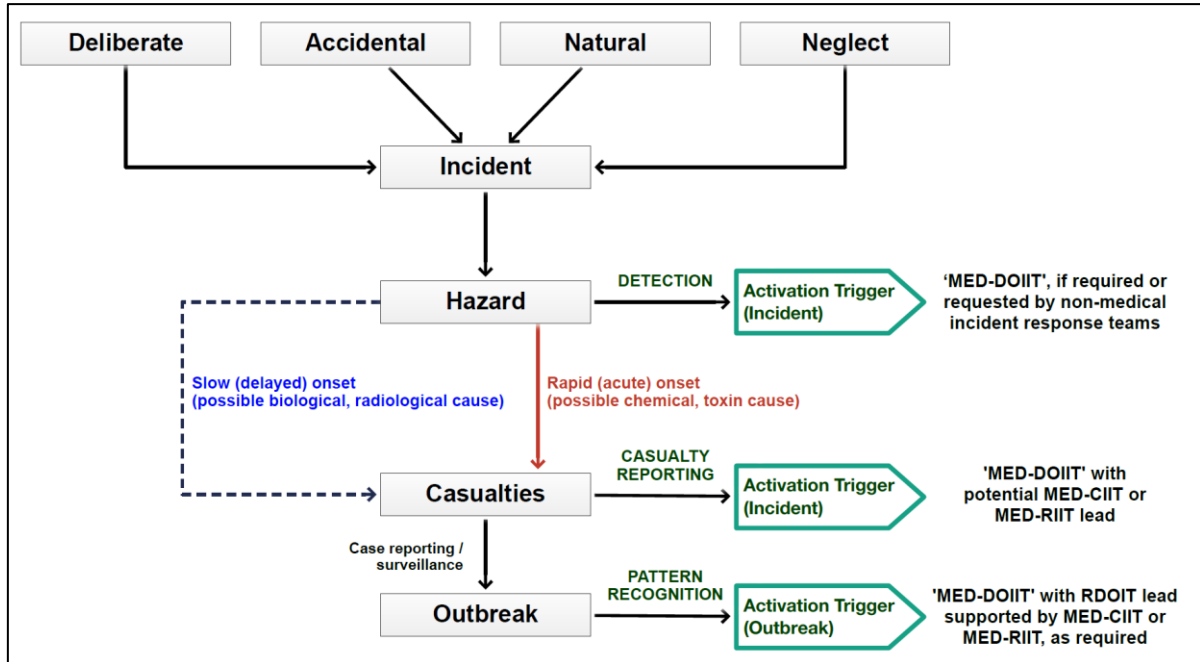 Deliberate
Accidental
Natural
Neglect
Incident
Hazard
DETECTION
Activation Trigger
(Incident)
‘MED-DOIIT', if required or
requested by non-medical
incident response teams
Slow (delayed) onset
(possible biological, radiological cause)
Rapid (acute) onset
(possible chemical, toxin cause)
Casualties
CASUALTY
REPORTING
Activation Trigger
(Incident)
'MED-DOIIT' with
potential MED-CIIT or
MED-RIIT lead
Case reporting /
surveillance
Outbreak
PATTERN
RECOGNITION
Activation Trigger
(Outbreak)
'MED-DOIIT' with RDOIT lead
supported by MED-CIIT or
MED-RIIT, as required